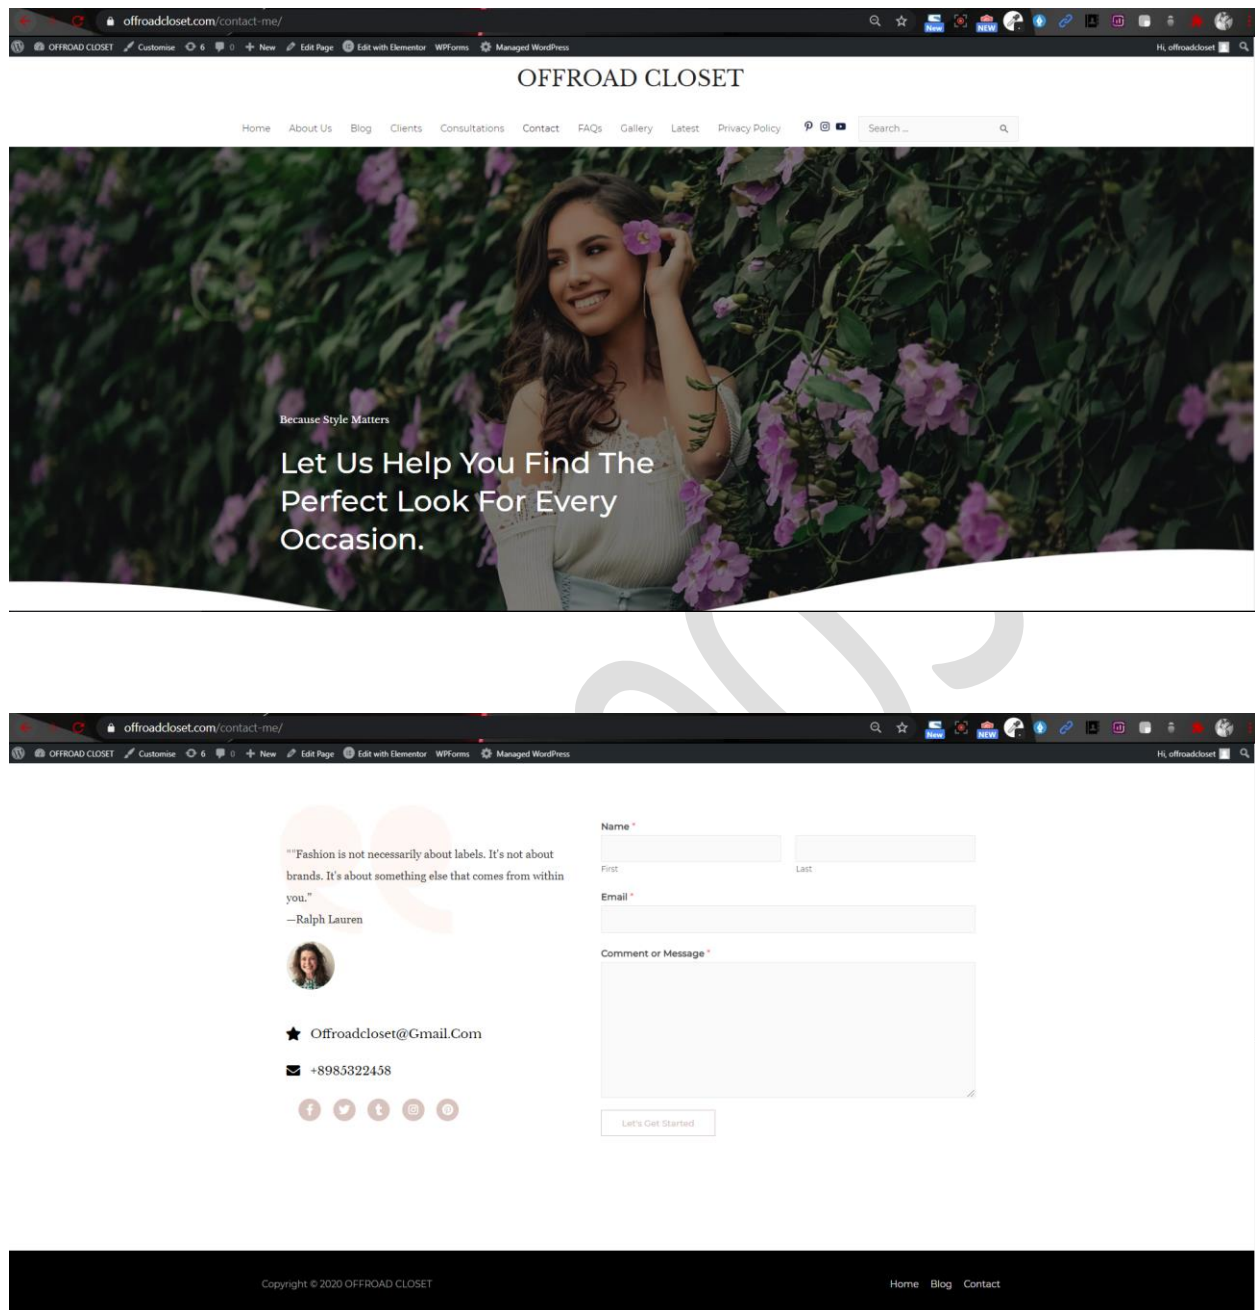 offroadcloset.com/contact-me/
New
NEW
OFFROAD CLOSET Customise 6 0 New Edit Page Edit with Elementor WPForms Managed WordPress Hi, offroadcloset
OFFROAD CLOSET
Home About Us Blog Clients Consultations Contact FAQs Gallery Latest Privacy Policy Search ...
Because Style Matters
Let Us Help You Find The
Perfect Look For Every
Occasion.
offroadcloset.com/contact-me/
New
NEW
OFFROAD CLOSET Customise 6 0 New Edit Page Edit with Elementor WPForms Managed WordPress Hi, offroadcloset
""Fashion is not necessarily about labels. It's not about
brands. It's about something else that comes from within
you."
—Ralph Lauren
Offroadcloset@Gmail.Com
+8985322458
Name *
First Last
Email *
Comment or Message *
Let's Get Started
Copyright © 2020 OFFROAD CLOSET Home Blog Contact